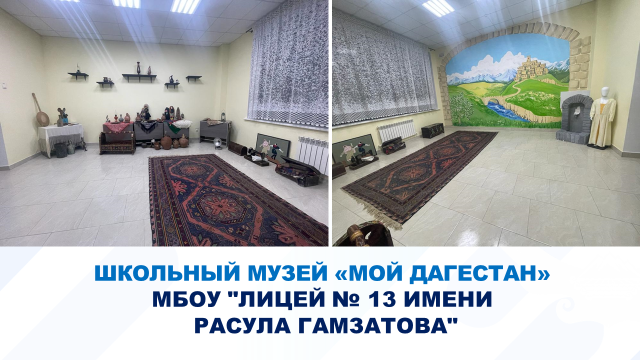 ШКОЛЬНЫЙ МУЗЕЙ «МОЙ ДАГЕСТАН»
МБОУ "ЛИЦЕЙ № 13 ИМЕНИ
РАСУЛА ГАМЗАТОВА"